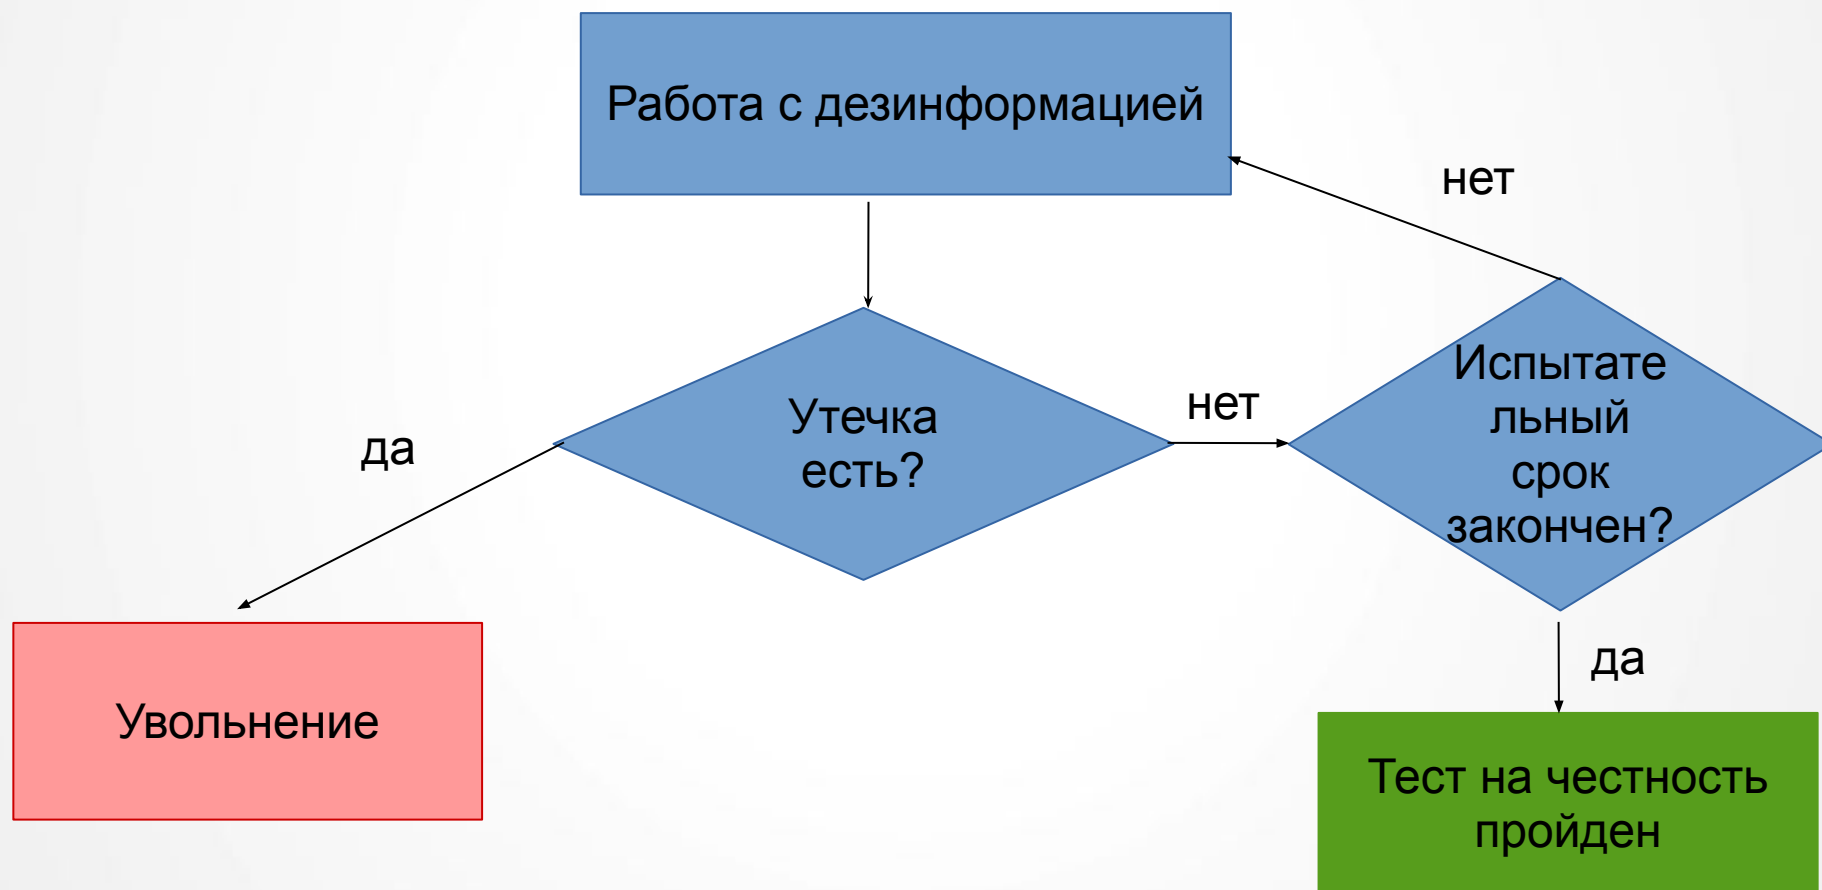 Работа с дезинформацией
нет
Утечка
есть?
нет
Испытате
льный
срок
закончен?
да
да
Увольнение
Тест на честность
пройден